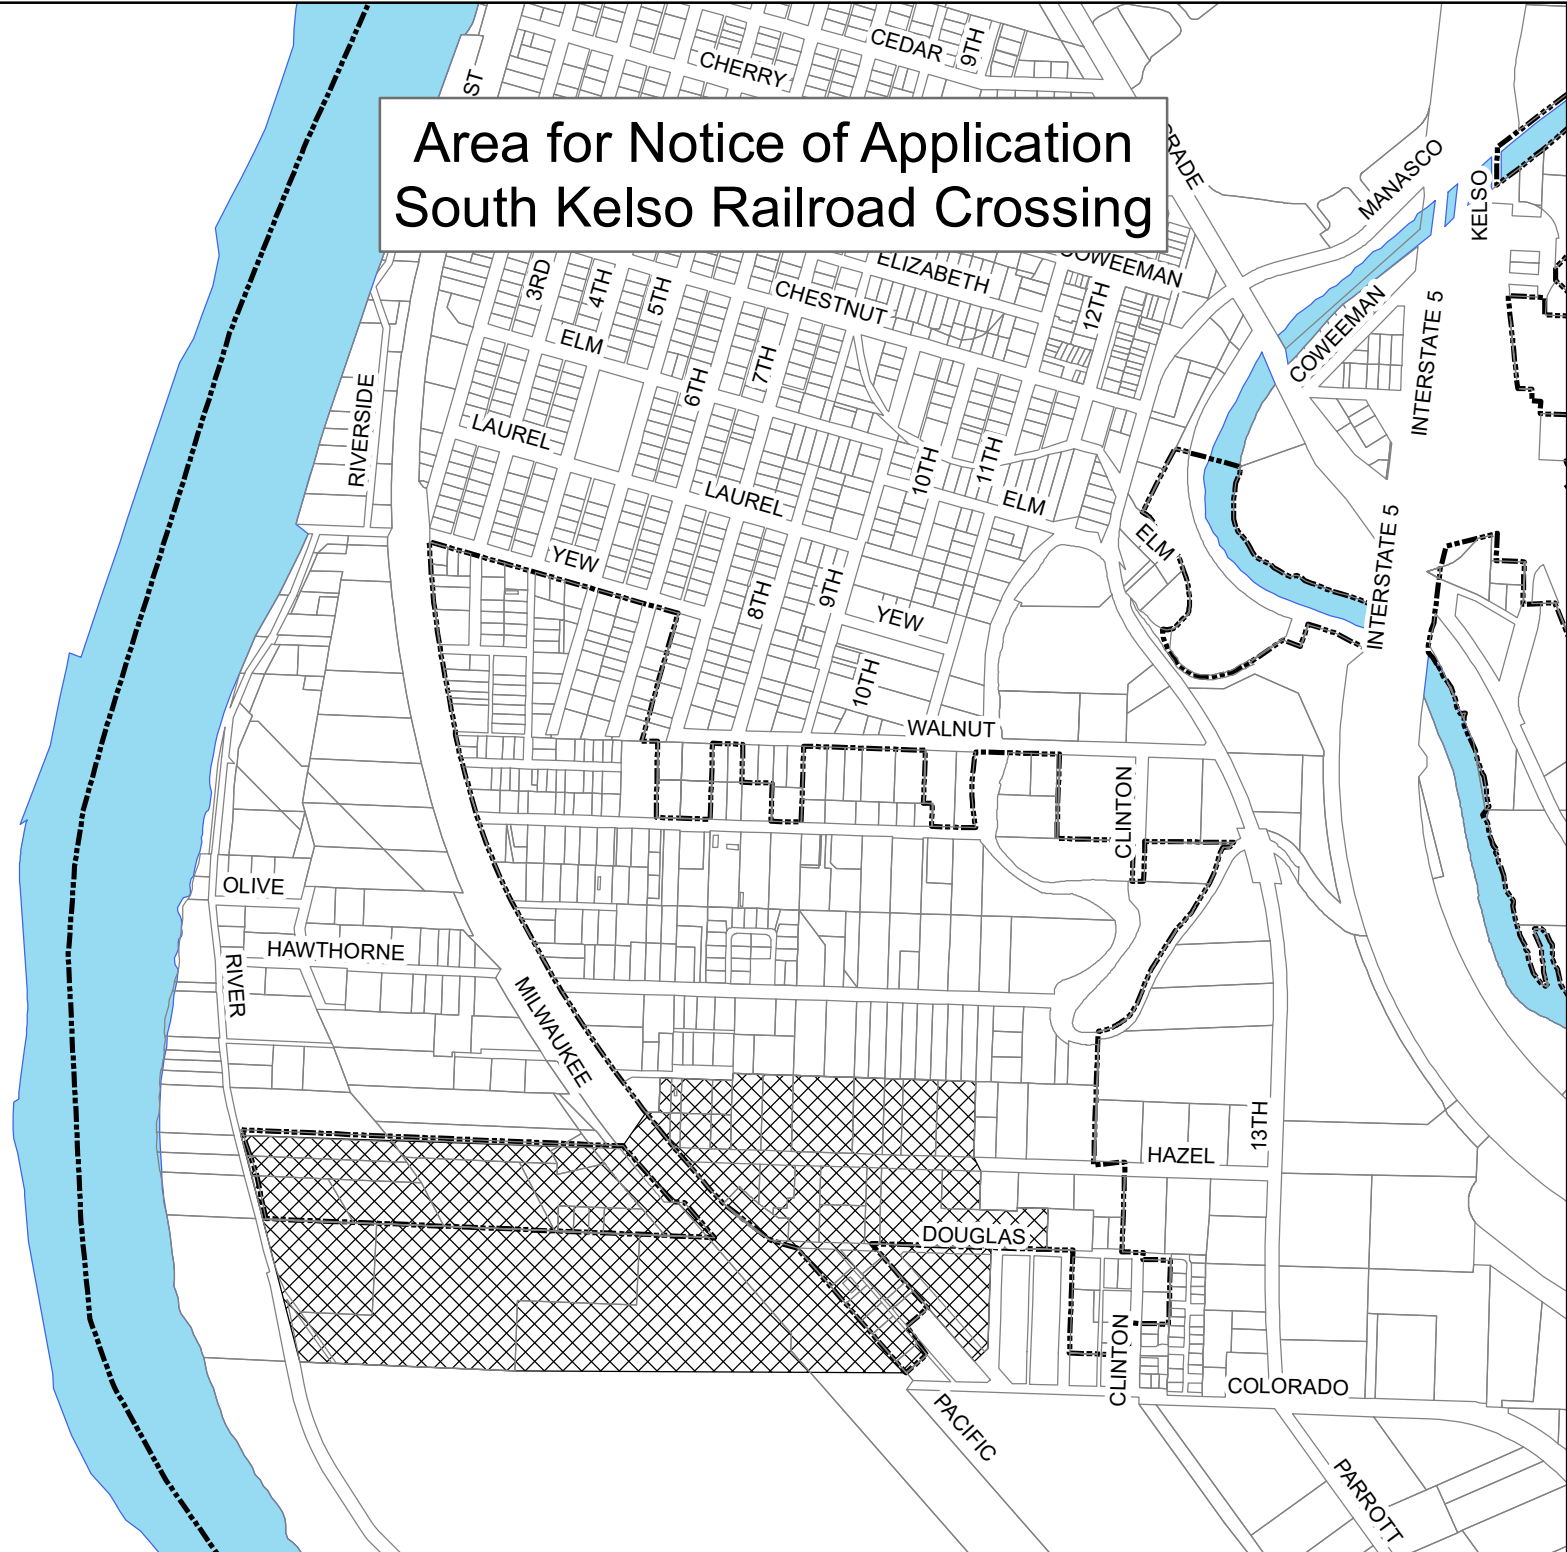 CEDAR
9TH
CHERRY
ST
Area for Notice of Application
South Kelso Railroad Crossing
MANASCO
KELSO
COWEEMAN
ELIZABETH
3RD
4TH
5TH
CHESTNUT
12TH
COWEEMAN
INTERSTATE 5
ELM
7TH
6TH
RIVERSIDE
LAUREL
10TH
11TH
LAUREL
ELM
ELM
INTERSTATE 5
YEW
8TH
9TH
YEW
10TH
WALNUT
CLINTON
OLIVE
HAWTHORNE
RIVER
MILWAUKEE
13TH
HAZEL
DOUGLAS
CLINTON
COLORADO
PACIFIC
PARROTT